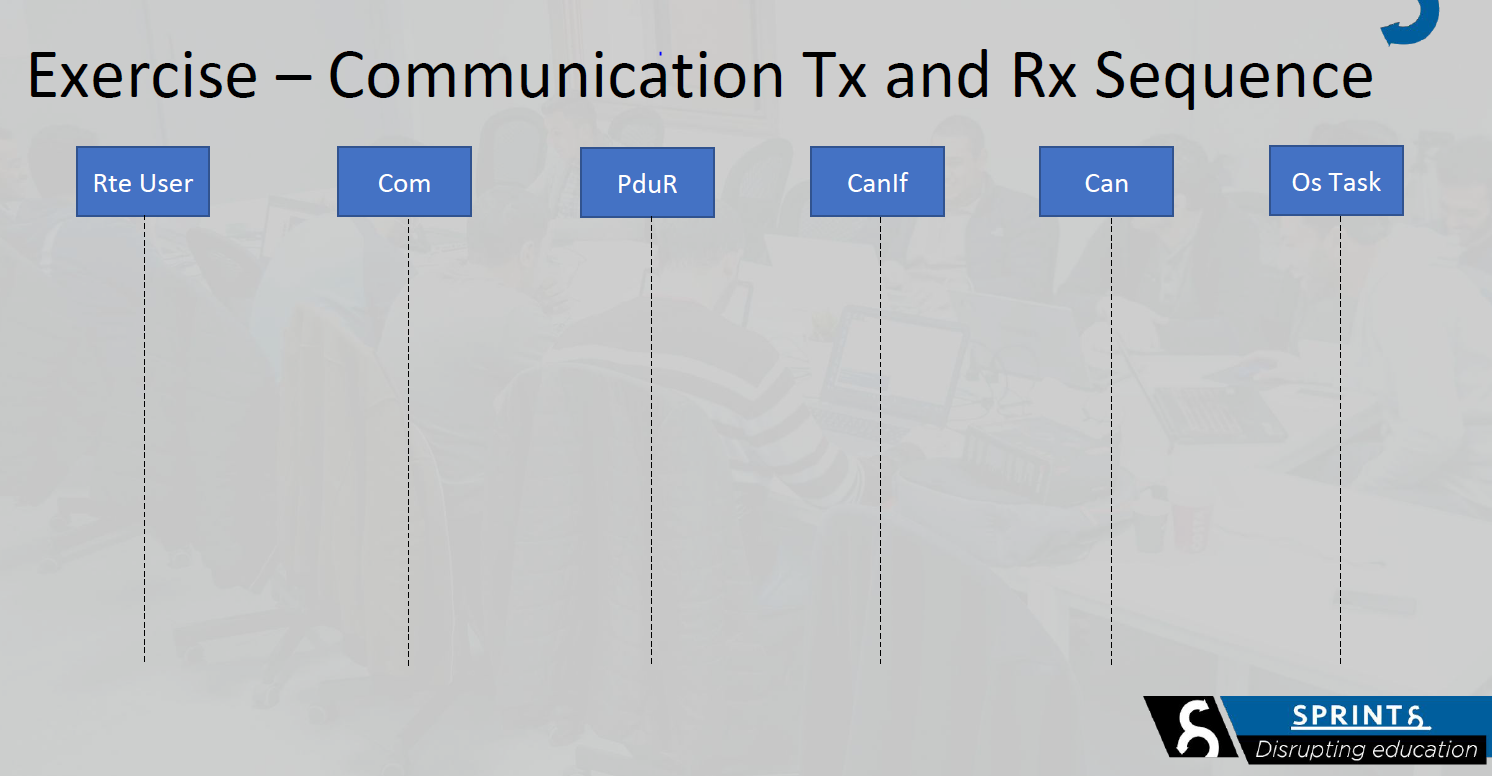 Exercise – Communication Tx and Rx Sequence
Rte User
Com
PduR
CanIf
Can
Os Task
SPRINTS
Disrupting education